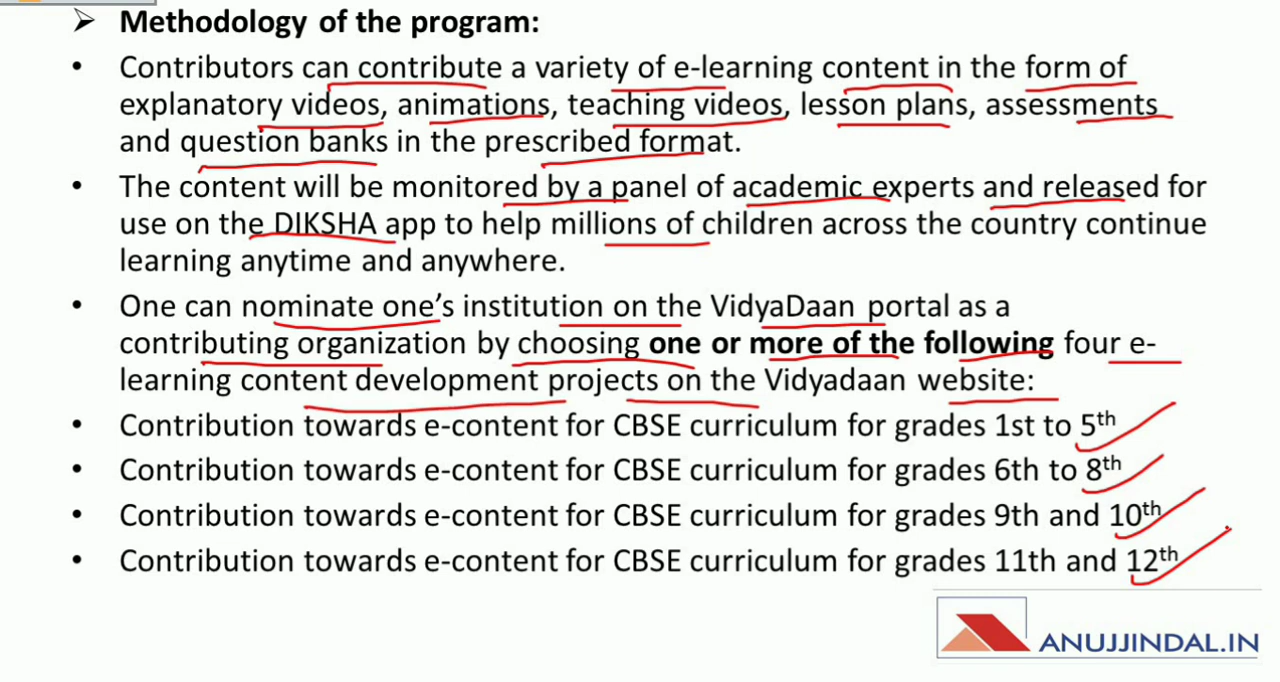 ➢ Methodology of the program:
• Contributors can contribute a variety of e-learning content in the form of
explanatory videos, animations, teaching videos, lesson plans, assessments
and question banks in the prescribed format.
• The content will be monitored by a panel of academic experts and released for
use on the DIKSHA app to help millions of children across the country continue
learning anytime and anywhere.
• One can nominate one’s institution on the VidyaDaan portal as a
contributing organization by choosing one or more of the following four e-
learning content development projects on the Vidyadaan website:
• Contribution towards e-content for CBSE curriculum for grades 1st to 5th
• Contribution towards e-content for CBSE curriculum for grades 6th to 8th
• Contribution towards e-content for CBSE curriculum for grades 9th and 10th
• Contribution towards e-content for CBSE curriculum for grades 11th and 12th
ANUJJINDAL.IN